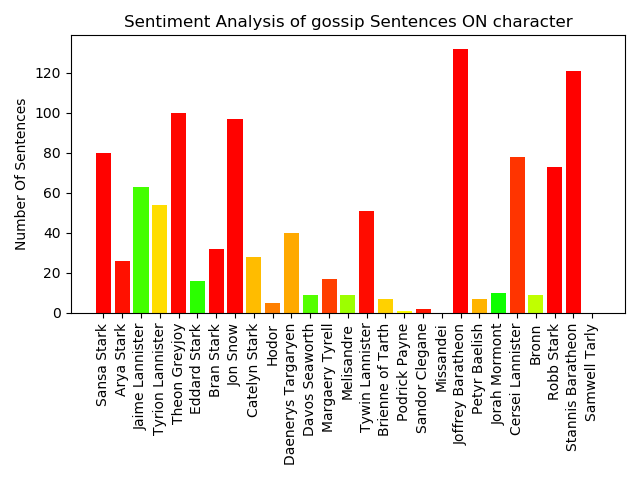 Sentiment Analysis of gossip Sentences ON character
Number Of Sentences
120
100
80
60
40
20
0
Sansa Stark
Arya Stark
Jaime Lannister
Tyrion Lannister
Theon Greyjoy
Eddard Stark
Bran Stark
Jon Snow
Catelyn Stark
Hodor
Daenerys Targaryen
Davos Seaworth
Margaery Tyrell
Melisandre
Tywin Lannister
Brienne of Tarth
Podrick Payne
Sandor Clegane
Missandei
Joffrey Baratheon
Petyr Baelish
Jorah Mormont
Cersei Lannister
Bronn
Robb Stark
Stannis Baratheon
Samwell Tarly